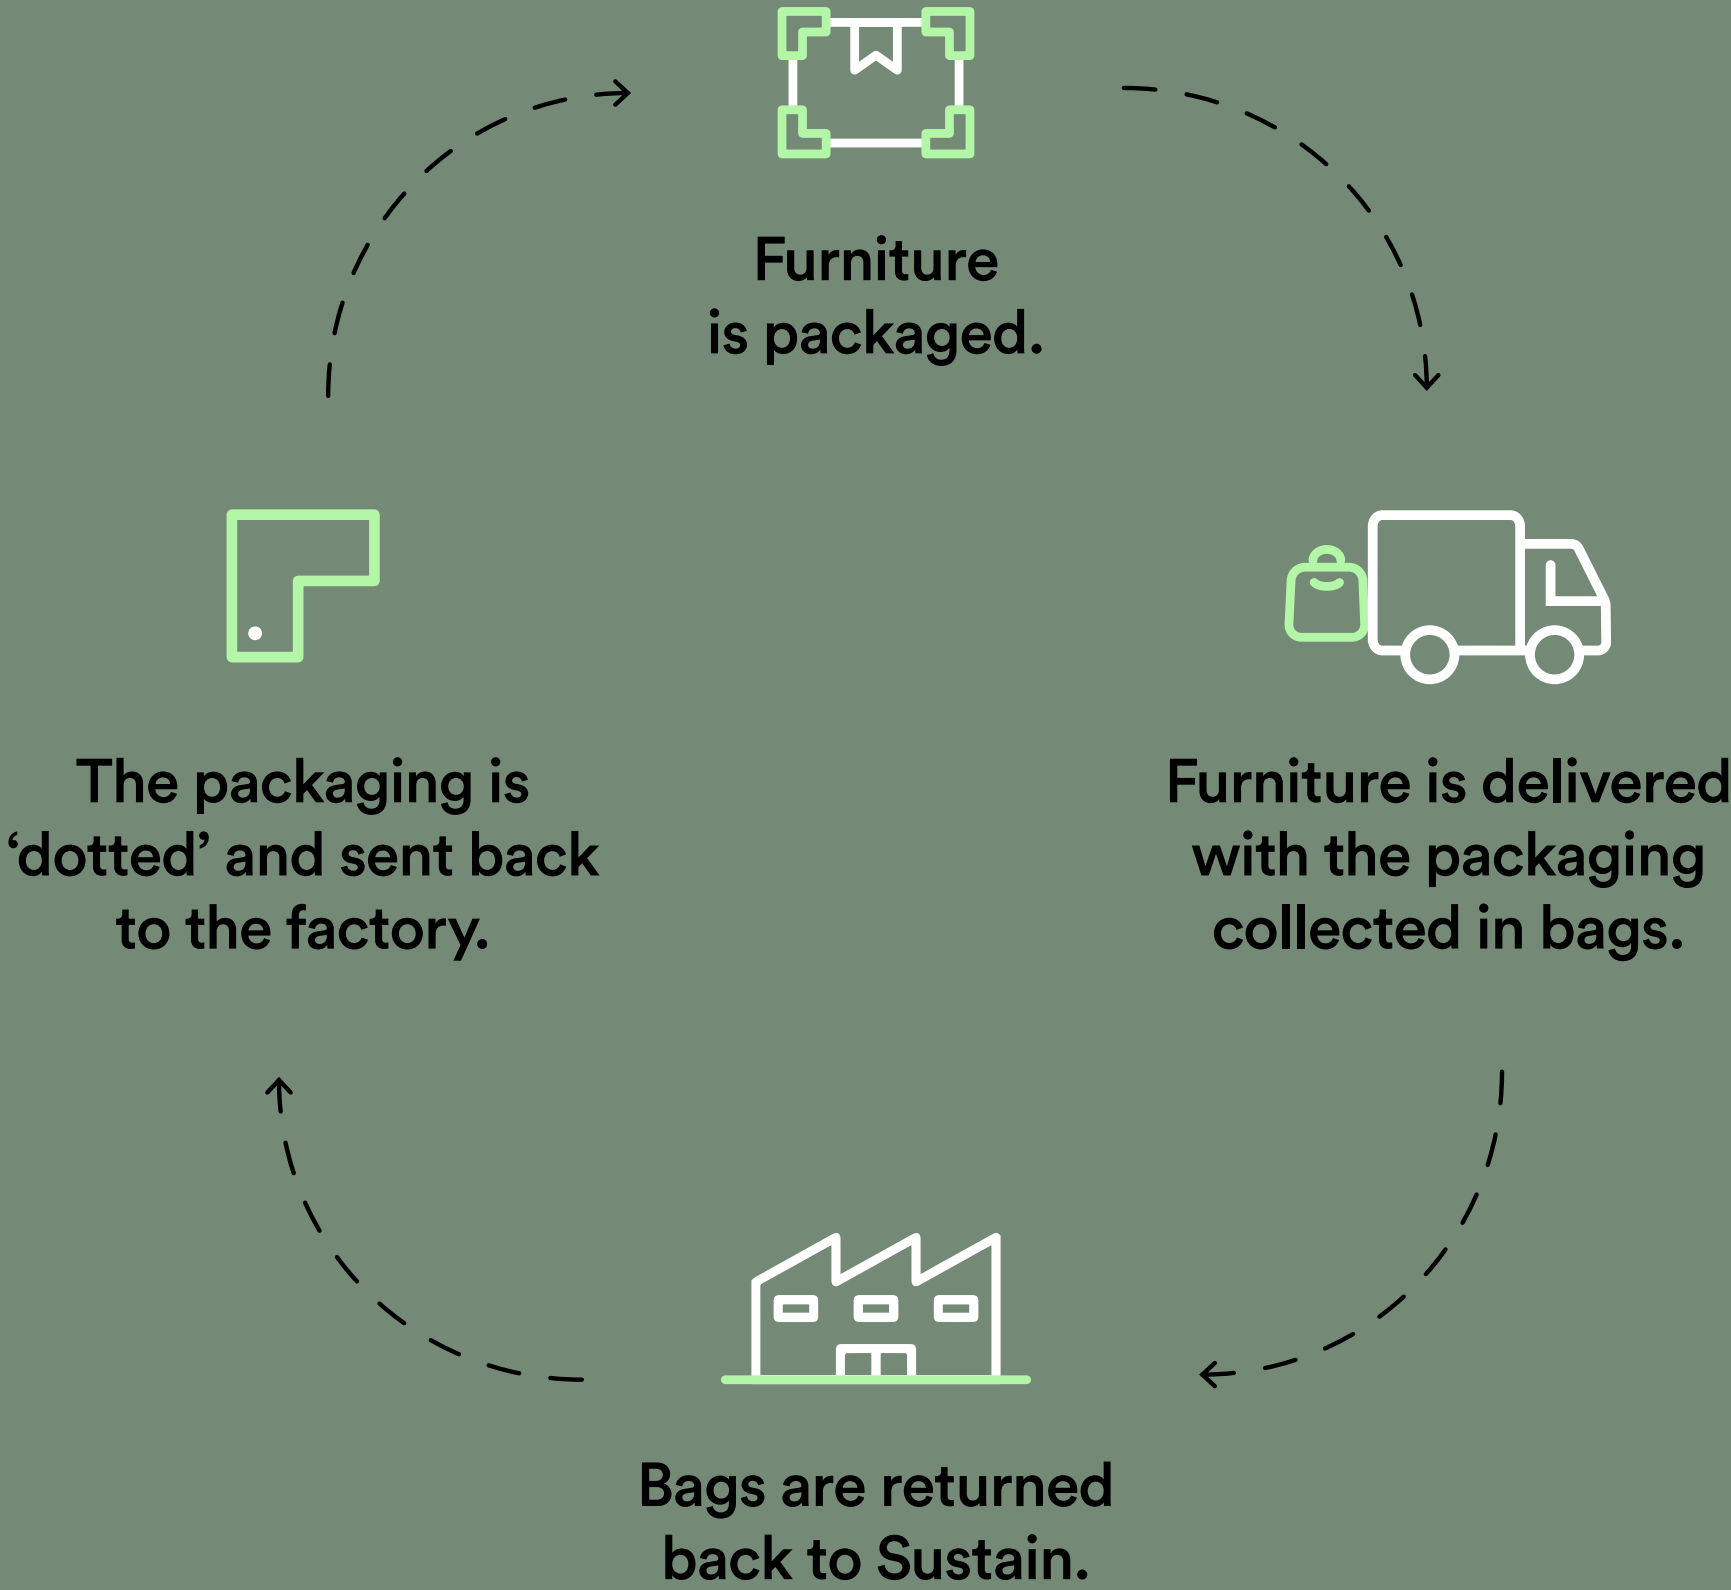 Furniture
is packaged.
Furniture is delivered
with the packaging
collected in bags.
Bags are returned
back to Sustain.
The packaging is
‘dotted’ and sent back
to the factory.